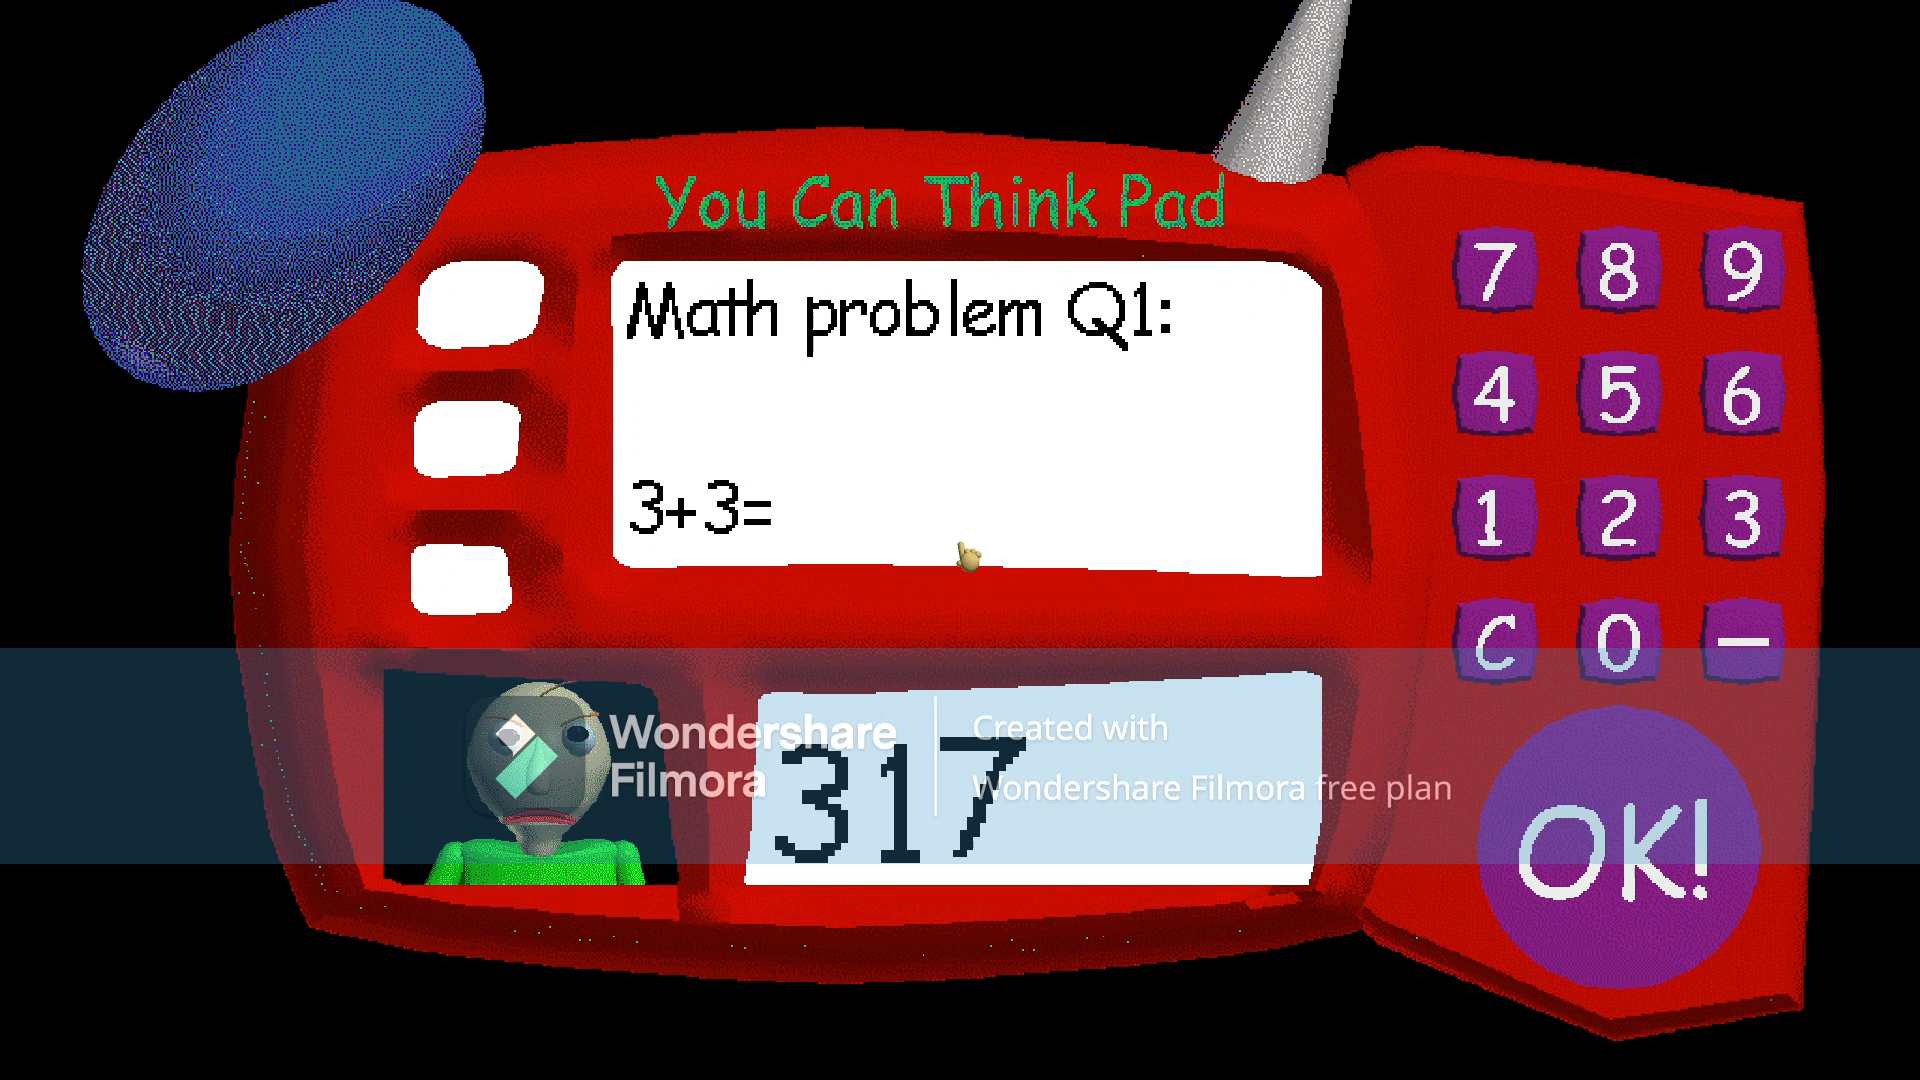 You Can Think Pad
Math problem Q1:
3+3=
7 8 9
4 5 6
1 2 3
C 0 –
317
OK!
Wondershare
Filmora
Created with
Wondershare Filmora free plan